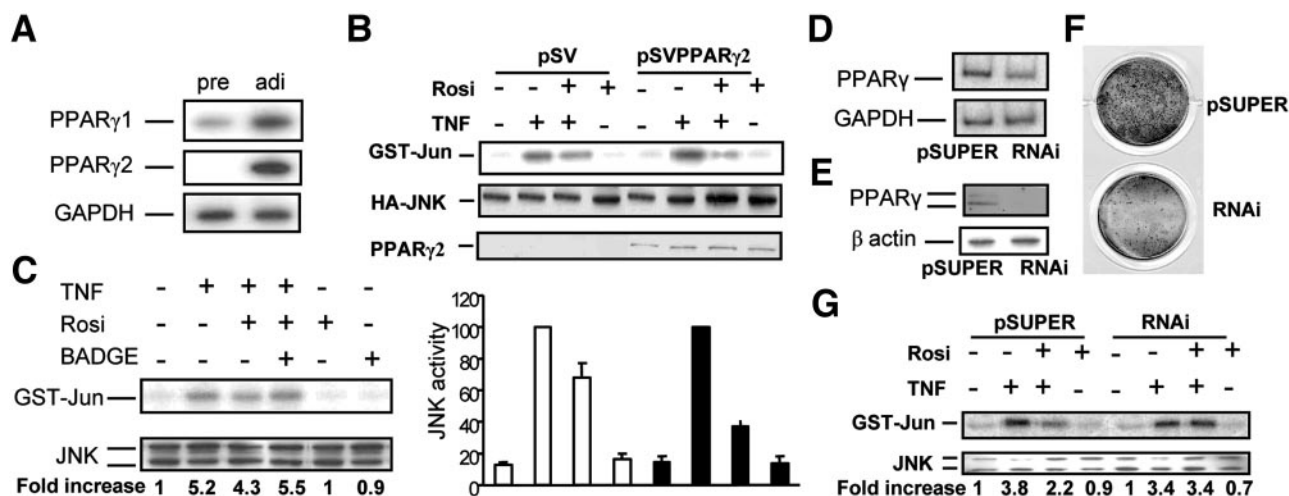 A
pre adi
PPARγ1
PPARγ2
GAPDH
B
pSV pSVPPARγ2
Rosi - - + + - - + +
TNF - + + - - + + -
GST-Jun
HA-JNK
PPARγ2
C
TNF - + + + - -
Rosi - - + + + -
BADGE - + +
GST-Jun
JNK
Fold increase 1 5.2 4.3 5.5 1 0.9
JNK activity
120
100
80
60
40
20
0
D
PPARγ
GAPDH
pSUPER RNAi
E
PPARγ
β actin
pSUPER RNAi
F
pSUPER
RNAi
G
pSUPER RNAi
Rosi - - + + - - + +
TNF - + + - - + + -
GST-Jun
JNK
1 3.8 2.2 0.9 1 3.4 3.4 0.7